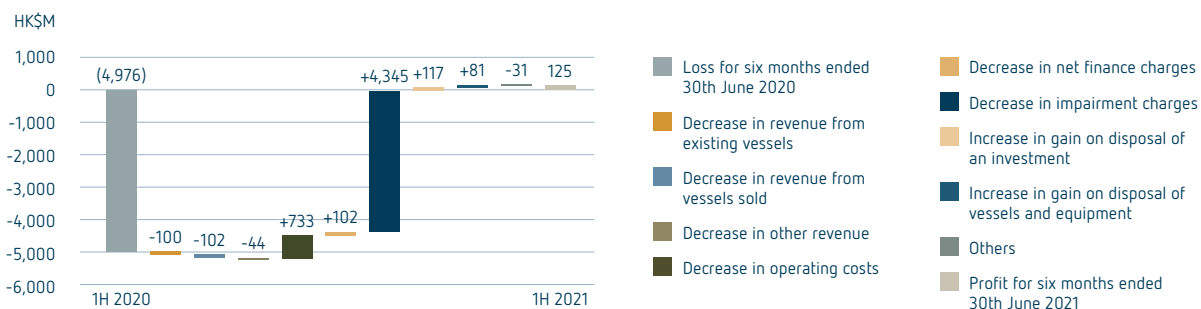 HK$M
1,000
0
-1,000
-2,000
-3,000
-4,000
-5,000
-6,000
(4,976)
-100
-102
-44
+733
+102
+4,345
+117
+81
-31
125
1H 2020
1H 2021
Loss for six months ended
30th June 2020
Decrease in revenue from
existing vessels
Decrease in revenue from
vessels sold
Decrease in other revenue
Decrease in operating costs
Decrease in net finance charges
Decrease in impairment charges
Increase in gain on disposal of
an investment
Increase in gain on disposal of
vessels and equipment
Others
Profit for six months ended
30th June 2021